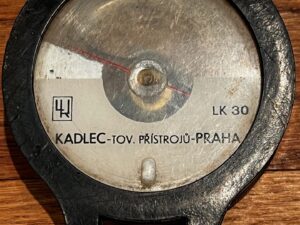 LK 30
KADLEC-TOV. PŘÍSTROJŮ-PRAHA